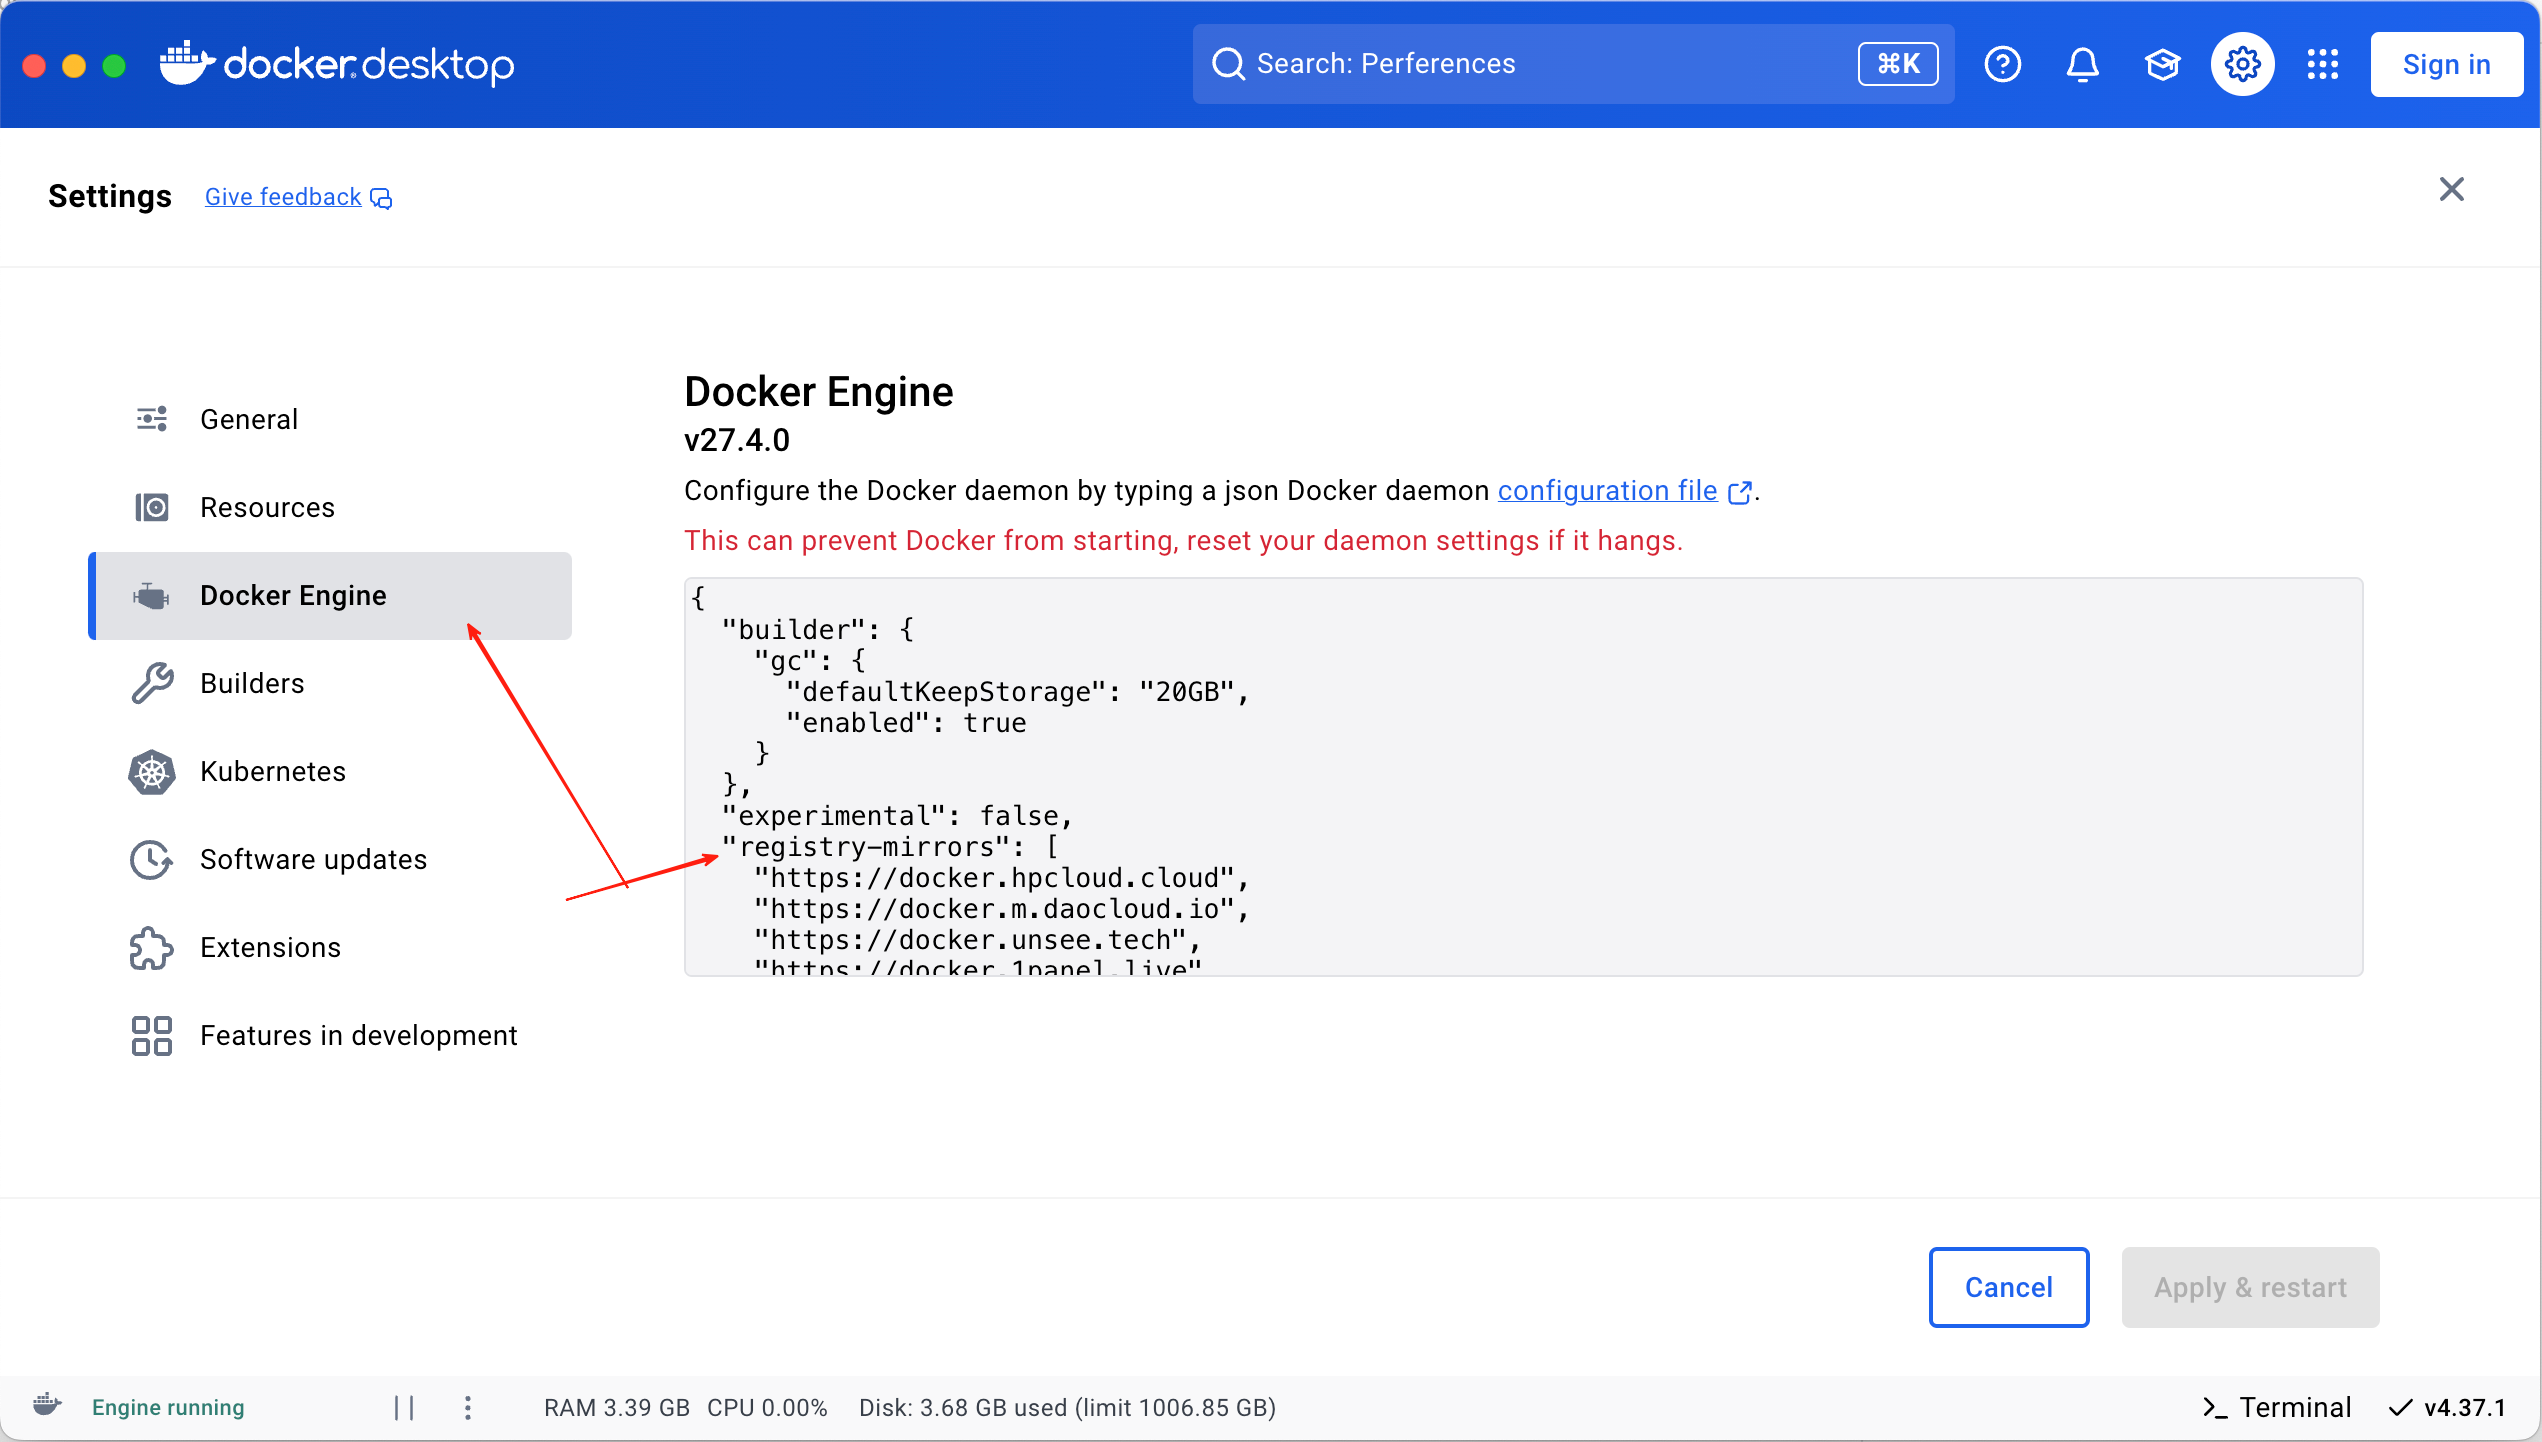 docker desktop
Search: Perferences
⌘K
Sign in
Settings
Give feedback
General
Resources
Docker Engine
Builders
Kubernetes
Software updates
Extensions
Features in development
Docker Engine
v27.4.0
Configure the Docker daemon by typing a json Docker daemon configuration file.
This can prevent Docker from starting, reset your daemon settings if it hangs.
{
  "builder": {
    "gc": {
      "defaultKeepStorage": "20GB",
      "enabled": true
    }
  },
  "experimental": false,
  "registry-mirrors": [
    "https://docker.hpcloud.cloud",
    "https://docker.m.daocloud.io",
    "https://docker.unsee.tech",
    "https://docker.1panel.live"
Cancel
Apply & restart
Engine running
RAM 3.39 GB CPU 0.00% Disk: 3.68 GB used (limit 1006.85 GB)
>_ Terminal
v4.37.1